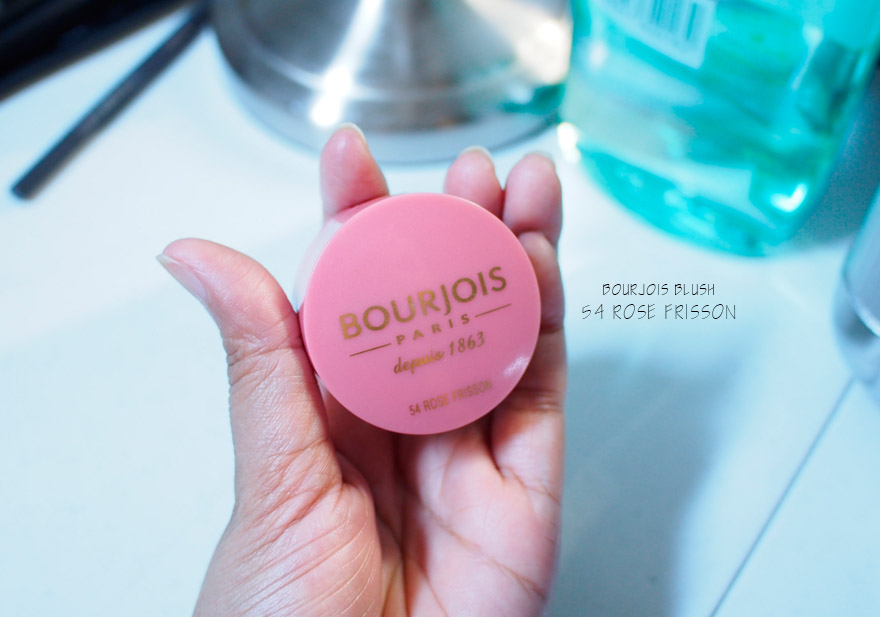 BOURJOIS
PARIS
depuis 1863
54 ROSE FRISSON
BOURJOIS BLUSH
54 ROSE FRISSON